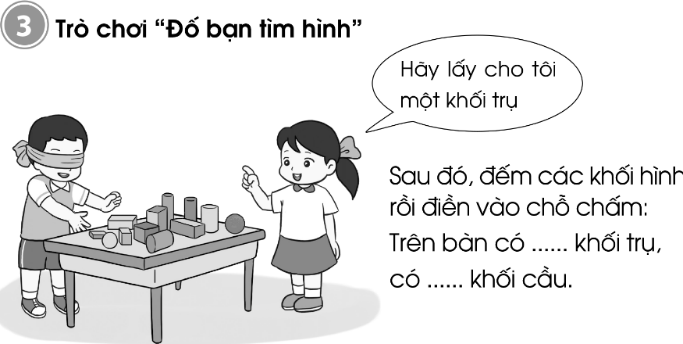 3 Trò chơi “Đố bạn tìm hình”
Hãy lấy cho tôi
một khối trụ
Sau đó, đếm các khối hình
rồi điền vào chỗ chấm:
Trên bàn có ...... khối trụ,
có ...... khối cầu.